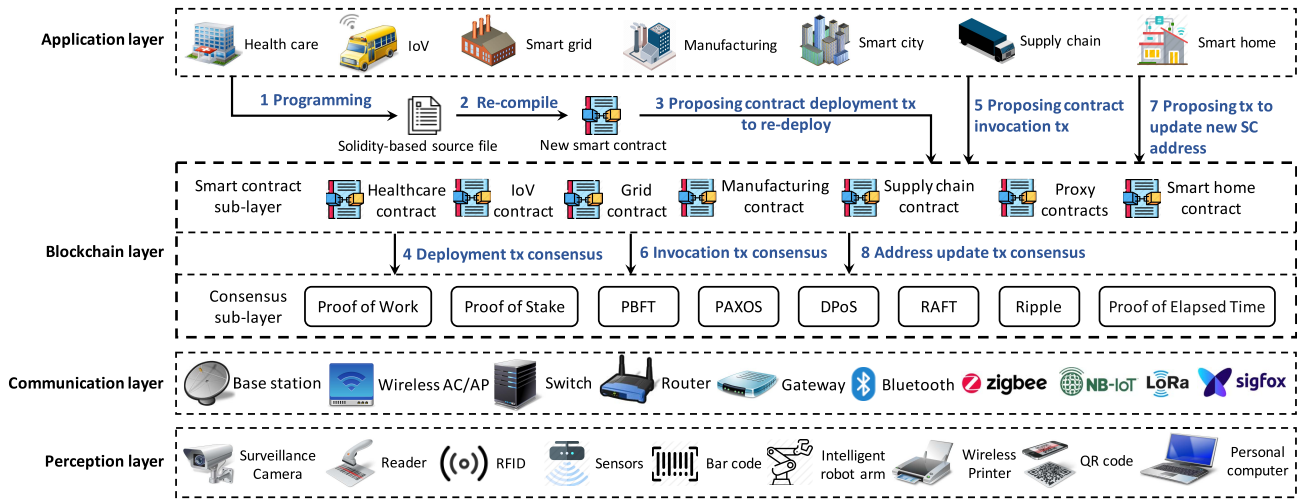 Application layer
Health care
IoV
Smart grid
Manufacturing
Smart city
Supply chain
Smart home
1 Programming
2 Re-compile
3 Proposing contract deployment tx
to re-deploy
5 Proposing contract
invocation tx
7 Proposing tx to
update new SC
address
Solidity-based source file
New smart contract
Blockchain layer
Smart contract
sub-layer
Healthcare
contract
IoV
contract
Grid
contract
Manufacturing
contract
Supply chain
contract
Proxy
contracts
Smart home
contract
4 Deployment tx consensus
6 Invocation tx consensus
8 Address update tx consensus
Consensus
sub-layer
Proof of Work
Proof of Stake
PBFT
PAXOS
DPoS
RAFT
Ripple
Proof of Elapsed Time
Communication layer
Base station
Wireless AC/AP
Switch
Router
Gateway
Bluetooth
zigbee
NB-IoT
LoRa
sigfox
Perception layer
Surveillance
Camera
Reader
RFID
Sensors
Bar code
Intelligent
robot arm
Wireless
Printer
QR code
Personal
computer